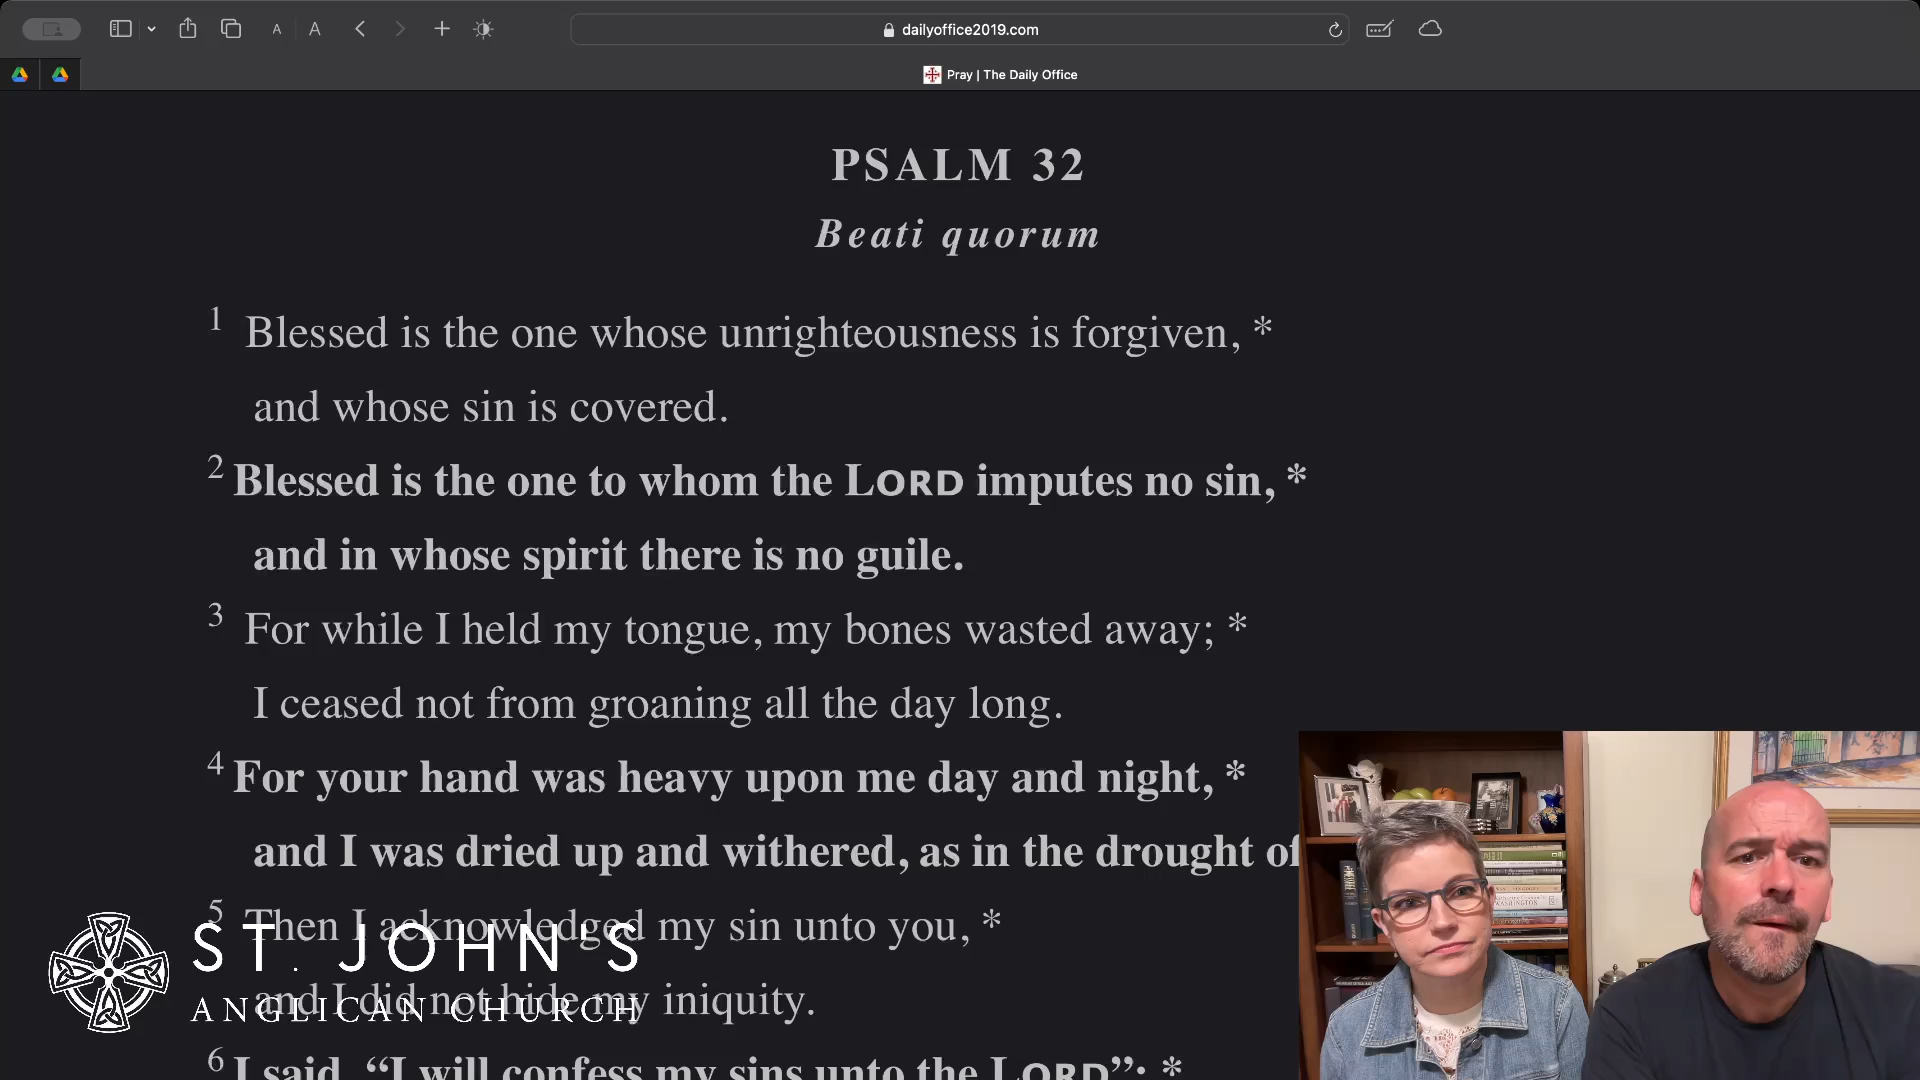 A A dailyoffice2019.com
Pray | The Daily Office
PSALM 32
Beati quorum
1 Blessed is the one whose unrighteousness is forgiven, *
and whose sin is covered.
2 Blessed is the one to whom the LORD imputes no sin, *
and in whose spirit there is no guile.
3 For while I held my tongue, my bones wasted away; *
I ceased not from groaning all the day long.
4 For your hand was heavy upon me day and night, *
and I was dried up and withered, as in the drought of
5 Then I acknowledged my sin unto you, *
ST. JOHN'S
and I did not hide my iniquity.
ANGLICAN CHURCH
6 I said, “I will confess my sins unto the LORD”; *
WASHINGTON